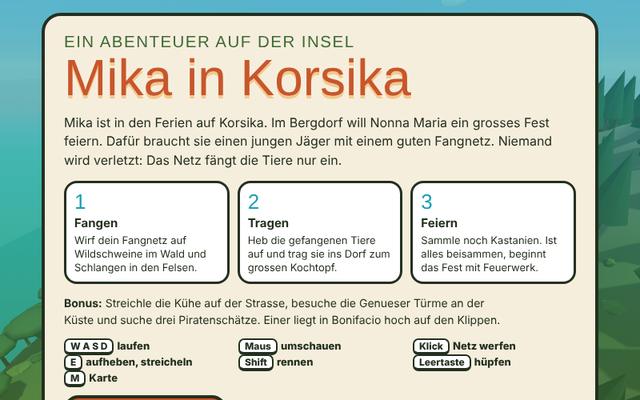 EIN ABENTEUER AUF DER INSEL
Mika in Korsika
Mika ist in den Ferien auf Korsika. Im Bergdorf will Nonna Maria ein grosses Fest
feiern. Dafür braucht sie einen jungen Jäger mit einem guten Fangnetz. Niemand
wird verletzt: Das Netz fängt die Tiere nur ein.
1
Fangen
Wirf dein Fangnetz auf
Wildschweine im Wald und
Schlangen in den Felsen.
2
Tragen
Heb die gefangenen Tiere
auf und trag sie ins Dorf zum
grossen Kochtopf.
3
Feiern
Sammle noch Kastanien. Ist
alles beisammen, beginnt
das Fest mit Feuerwerk.
Bonus: Streichle die Kühe auf der Strasse, besuche die Genueser Türme an der
Küste und suche drei Piratenschätze. Einer liegt in Bonifacio hoch auf den Klippen.
W A S D laufen
Maus umschauen
Klick Netz werfen
E aufheben, streicheln
Shift rennen
Leertaste hüpfen
M Karte